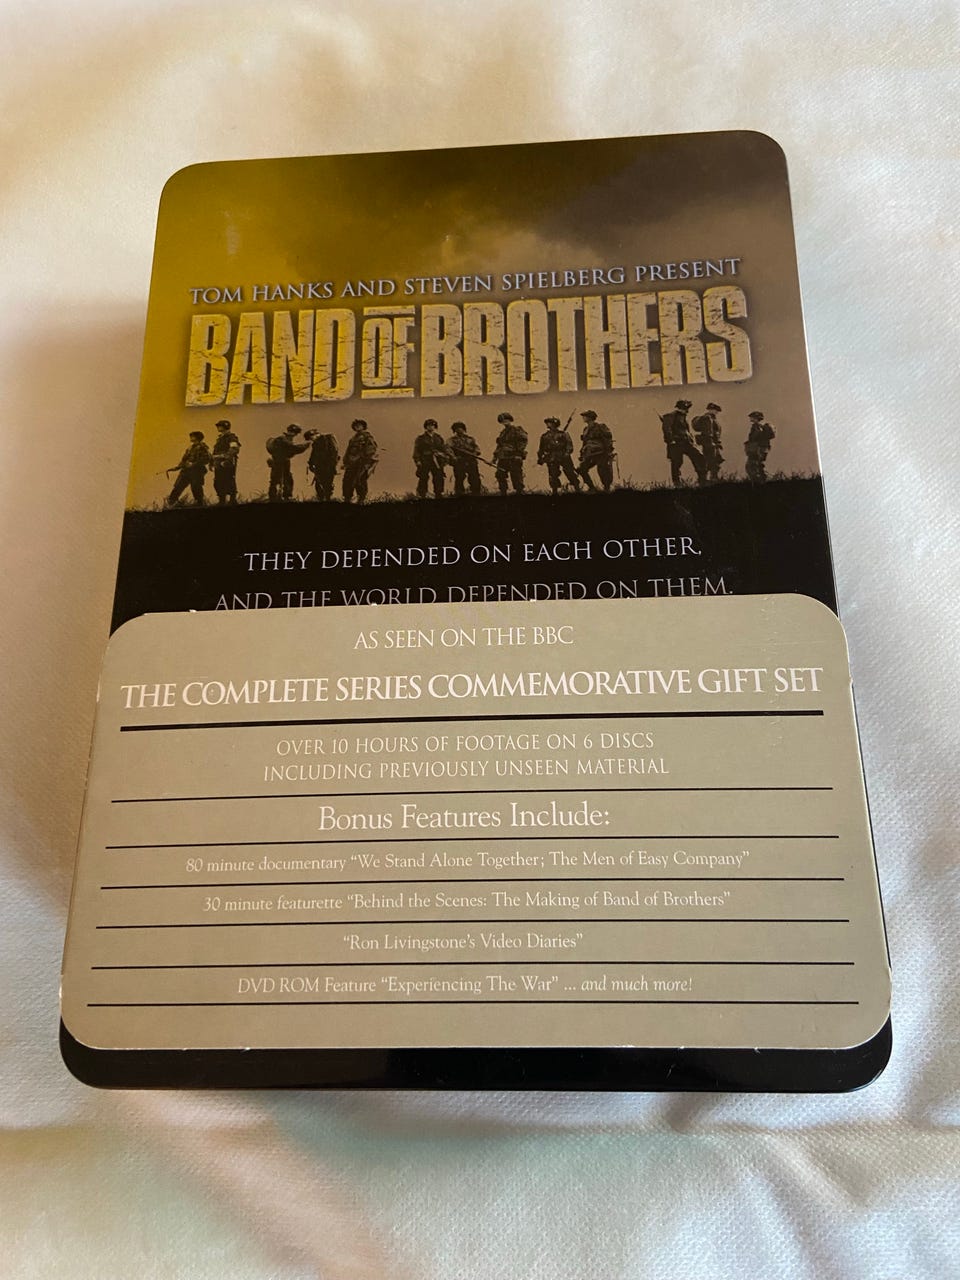 TOM HANKS AND STEVEN SPIELBERG PRESENT
BAND OF BROTHERS
THEY DEPENDED ON EACH OTHER,
AND THE WORLD DEPENDED ON THEM.
AS SEEN ON THE BBC
THE COMPLETE SERIES COMMEMORATIVE GIFT SET
OVER 10 HOURS OF FOOTAGE ON 6 DISCS
INCLUDING PREVIOUSLY UNSEEN MATERIAL
Bonus Features Include:
80 minute documentary “We Stand Alone Together; The Men of Easy Company”
30 minute featurette “Behind the Scenes: The Making of Band of Brothers”
“Ron Livingstone’s Video Diaries”
DVD ROM Feature “Experiencing The War” ... and much more!